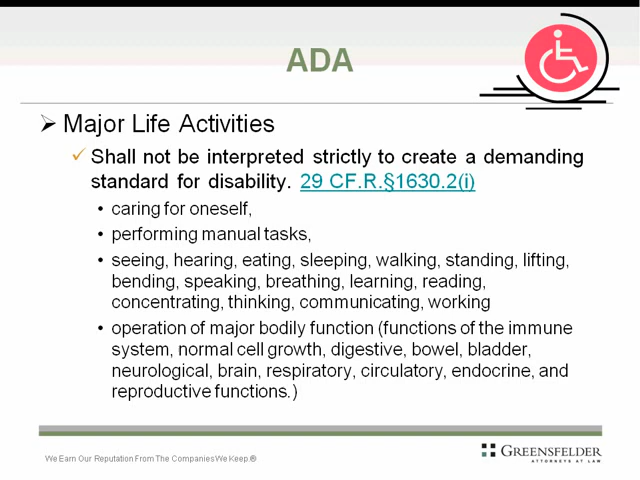 ADA
Major Life Activities
Shall not be interpreted strictly to create a demanding
standard for disability. 29 CF.R.§1630.2(i)
• caring for oneself,
• performing manual tasks,
• seeing, hearing, eating, sleeping, walking, standing, lifting,
bending, speaking, breathing, learning, reading,
concentrating, thinking, communicating, working
• operation of major bodily function (functions of the immune
system, normal cell growth, digestive, bowel, bladder,
neurological, brain, respiratory, circulatory, endocrine, and
reproductive functions.)
We Earn Our Reputation From The Companies We Keep.®
GREENSFELDER
ATTORNEYS AT LAW